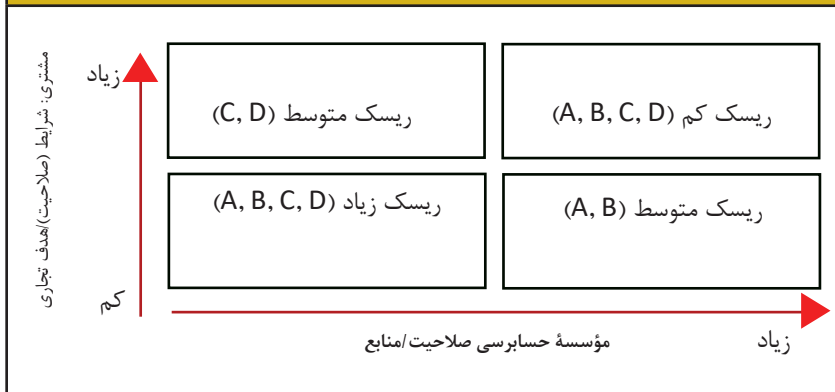 مشتری: شرایط (صلاحیت)/هدف تجاری
زیاد
ریسک کم (A, B, C, D)
ریسک متوسط (C, D)
ریسک متوسط (A, B)
ریسک زیاد (A, B, C, D)
کم
زیاد
مؤسسۀ حسابرسی صلاحیت/منابع